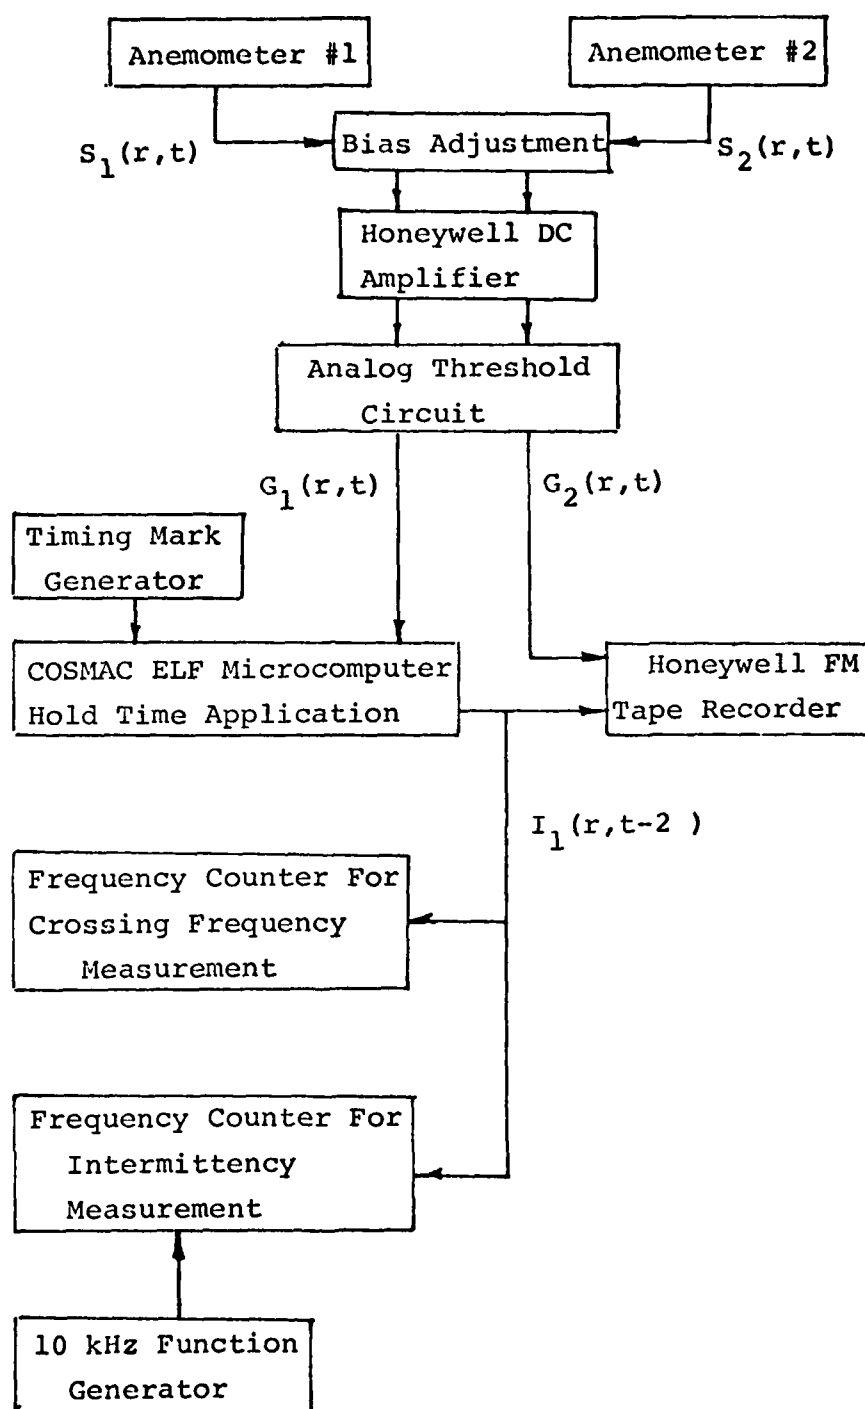 Anemometer #1
Anemometer #2
S1(r,t)
Bias Adjustment
S2(r,t)
Honeywell DC
Amplifier
Analog Threshold
Circuit
G1(r,t)
G2(r,t)
Timing Mark
Generator
COSMAC ELF Microcomputer
Hold Time Application
Honeywell FM
Tape Recorder
I1(r,t-2 )
Frequency Counter For
Crossing Frequency
Measurement
Frequency Counter For
Intermittency
Measurement
10 kHz Function
Generator